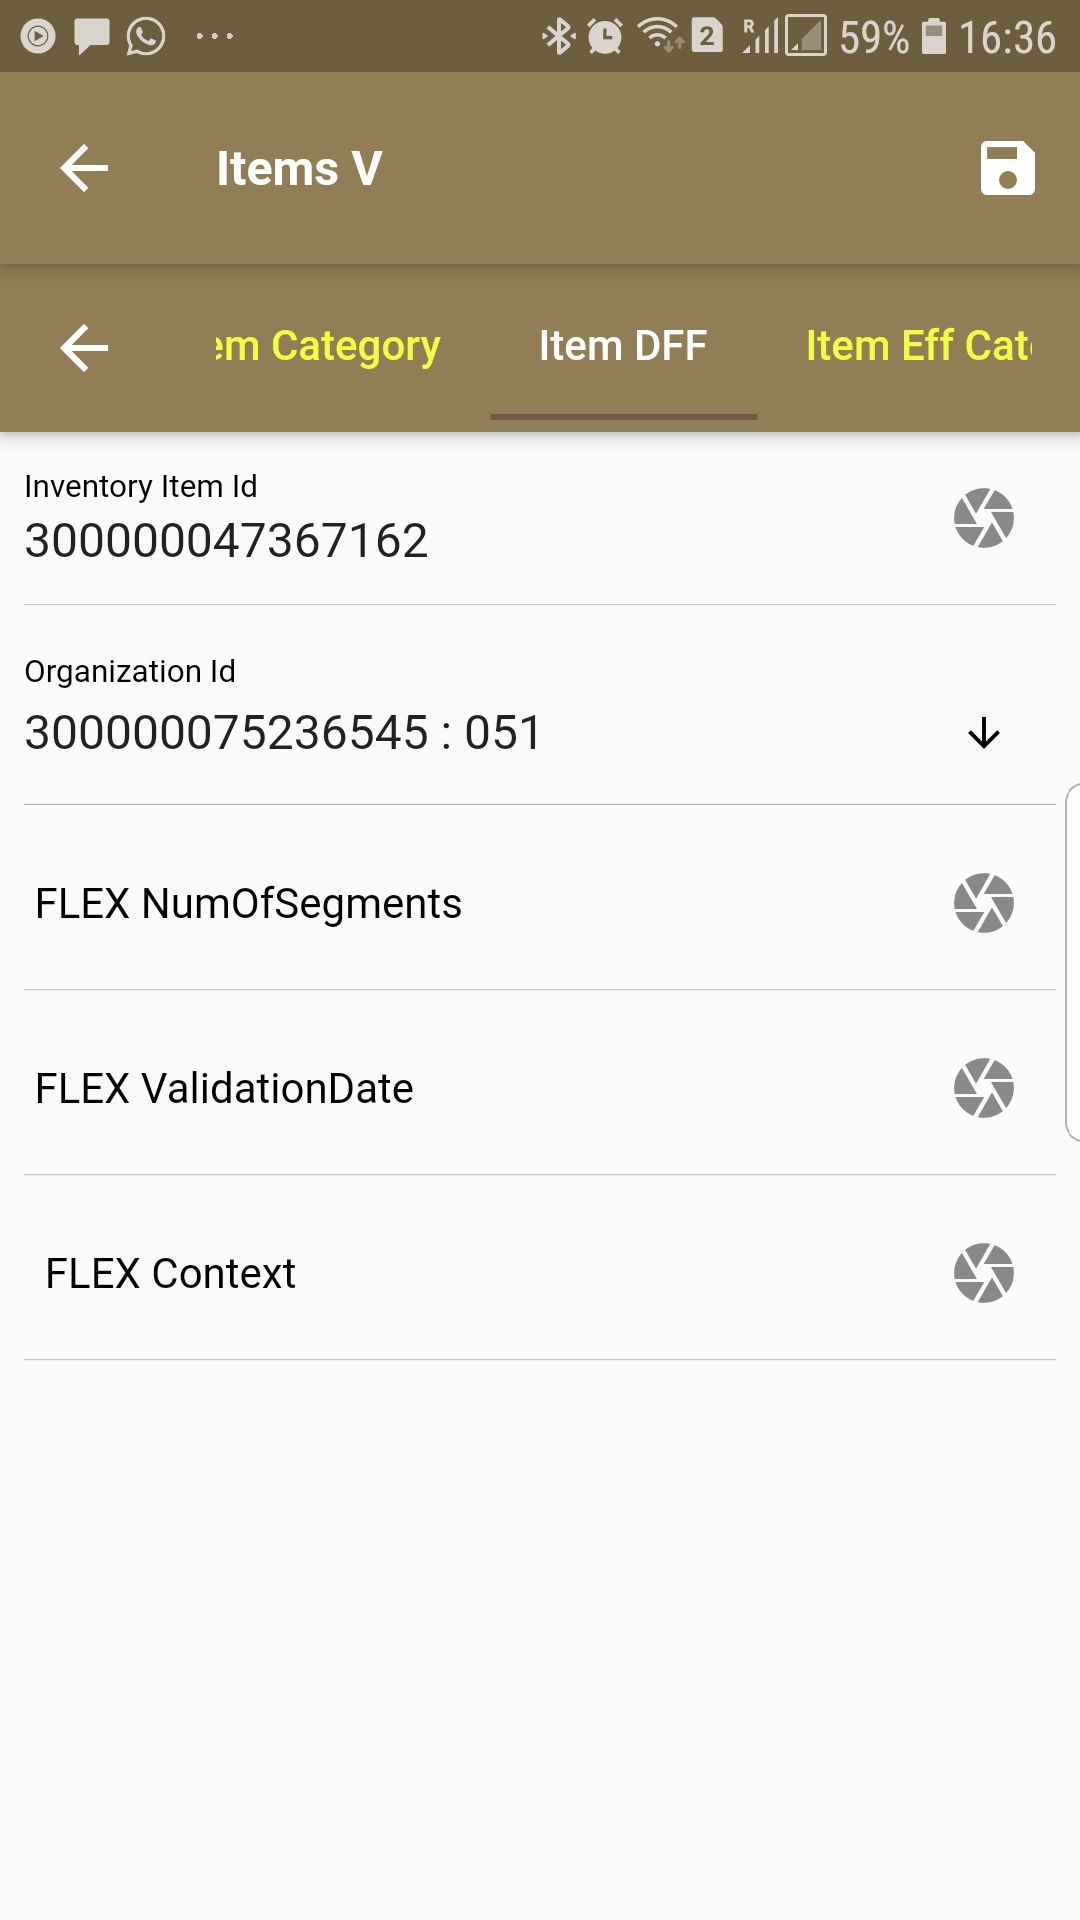 59% 16:36
Items V
em Category Item DFF Item Eff Cat
Inventory Item Id
300000047367162
Organization Id
300000075236545 : 051
FLEX NumOfSegments
FLEX ValidationDate
FLEX Context